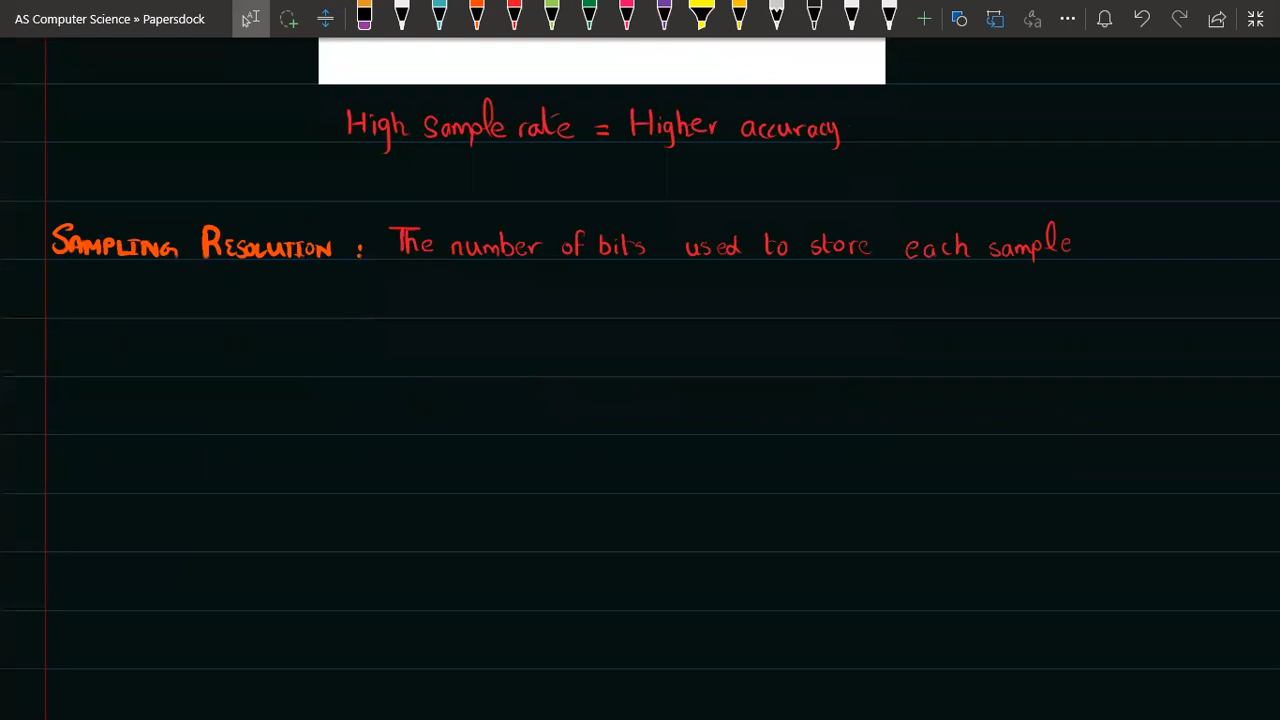 AS Computer Science » Papersdock
High sample rate = Higher accuracy
SAMPLING RESOLUTION : The number of bits used to store each sample